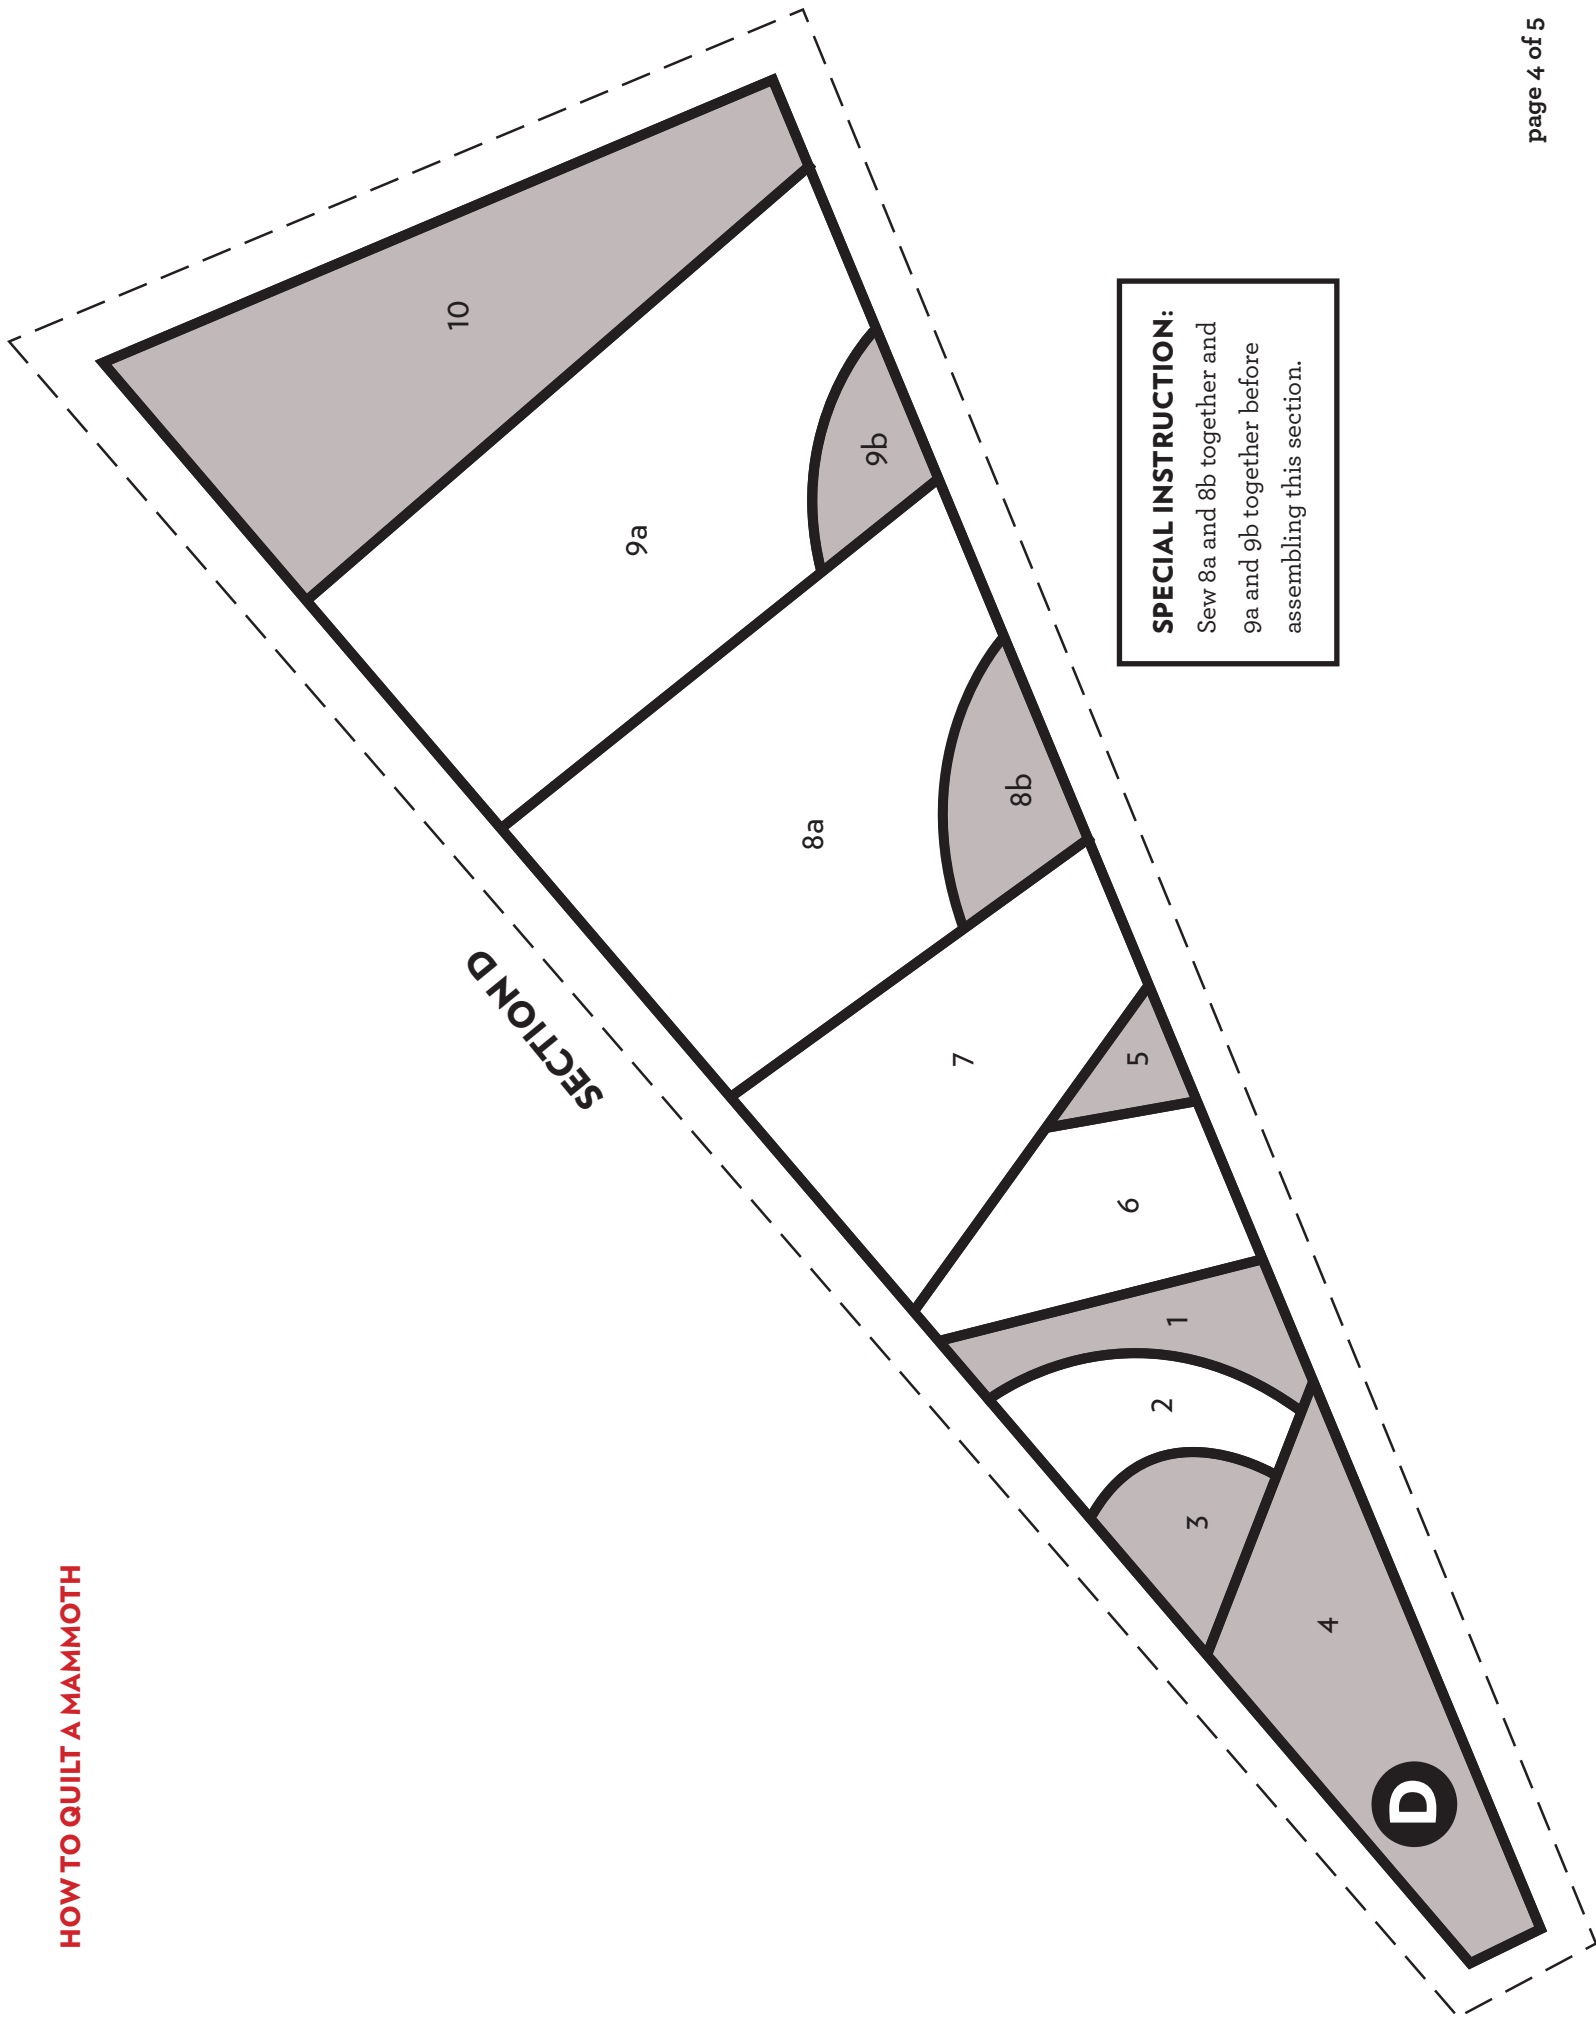 HOW TO QUILT A MAMMOTH
SECTION D
10
9a
9b
8a
8b
7
5
6
1
2
3
4
D
SPECIAL INSTRUCTION:
Sew 8a and 8b together and
9a and 9b together before
assembling this section.
page 4 of 5